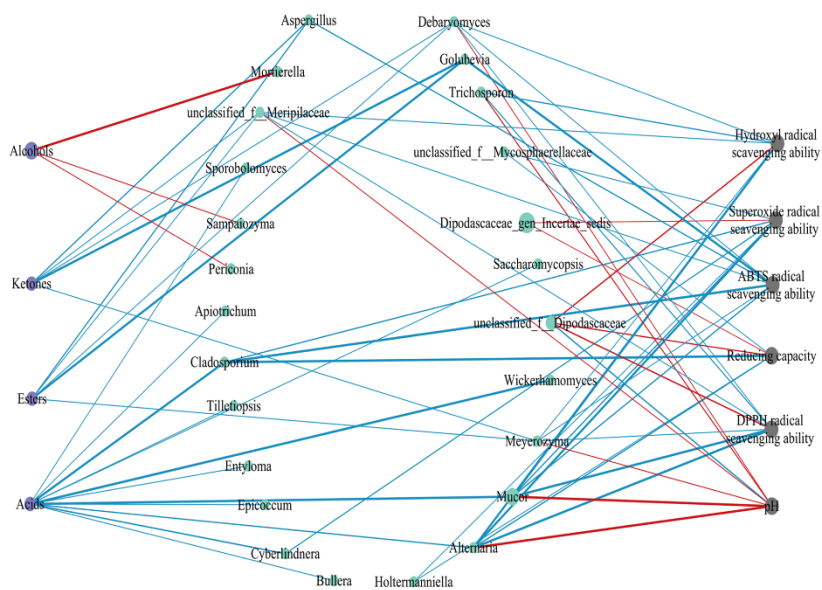 Aspergillus
Debaryomyces
Mortierella
Golubevia
Trichosporon
unclassified_f__Meripilaceae
Alcohols
unclassified_f__Mycosphaerellaceae
Hydroxyl radical
scavenging ability
Sporobolomyces
Sampaiozyma
Dipodascaceae_gen_Incertae_sedis
Superoxide radical
scavenging ability
Periconia
Saccharomycopsis
Ketones
ABTS radical
scavenging ability
Apiotrichum
unclassified_f__Dipodascaceae
Cladosporium
Reducing capacity
Wickerhamomyces
Esters
Tilletiopsis
DPPH radical
scavenging ability
Meyerozyma
Entyloma
Acids
Epicoccum
Mucor
pH
Cyberlindnera
Alternaria
Bullera
Holtermanniella